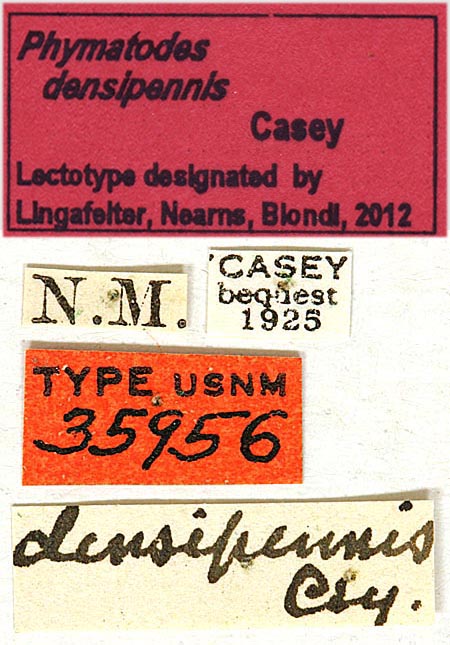 Phymatodes
densipennis
Casey
Lectotype designated by
Lingafelter, Nearns, Biondi, 2012
N.M.
CASEY
bequest
1925
TYPE USNM
35956
densipennis
Csy.